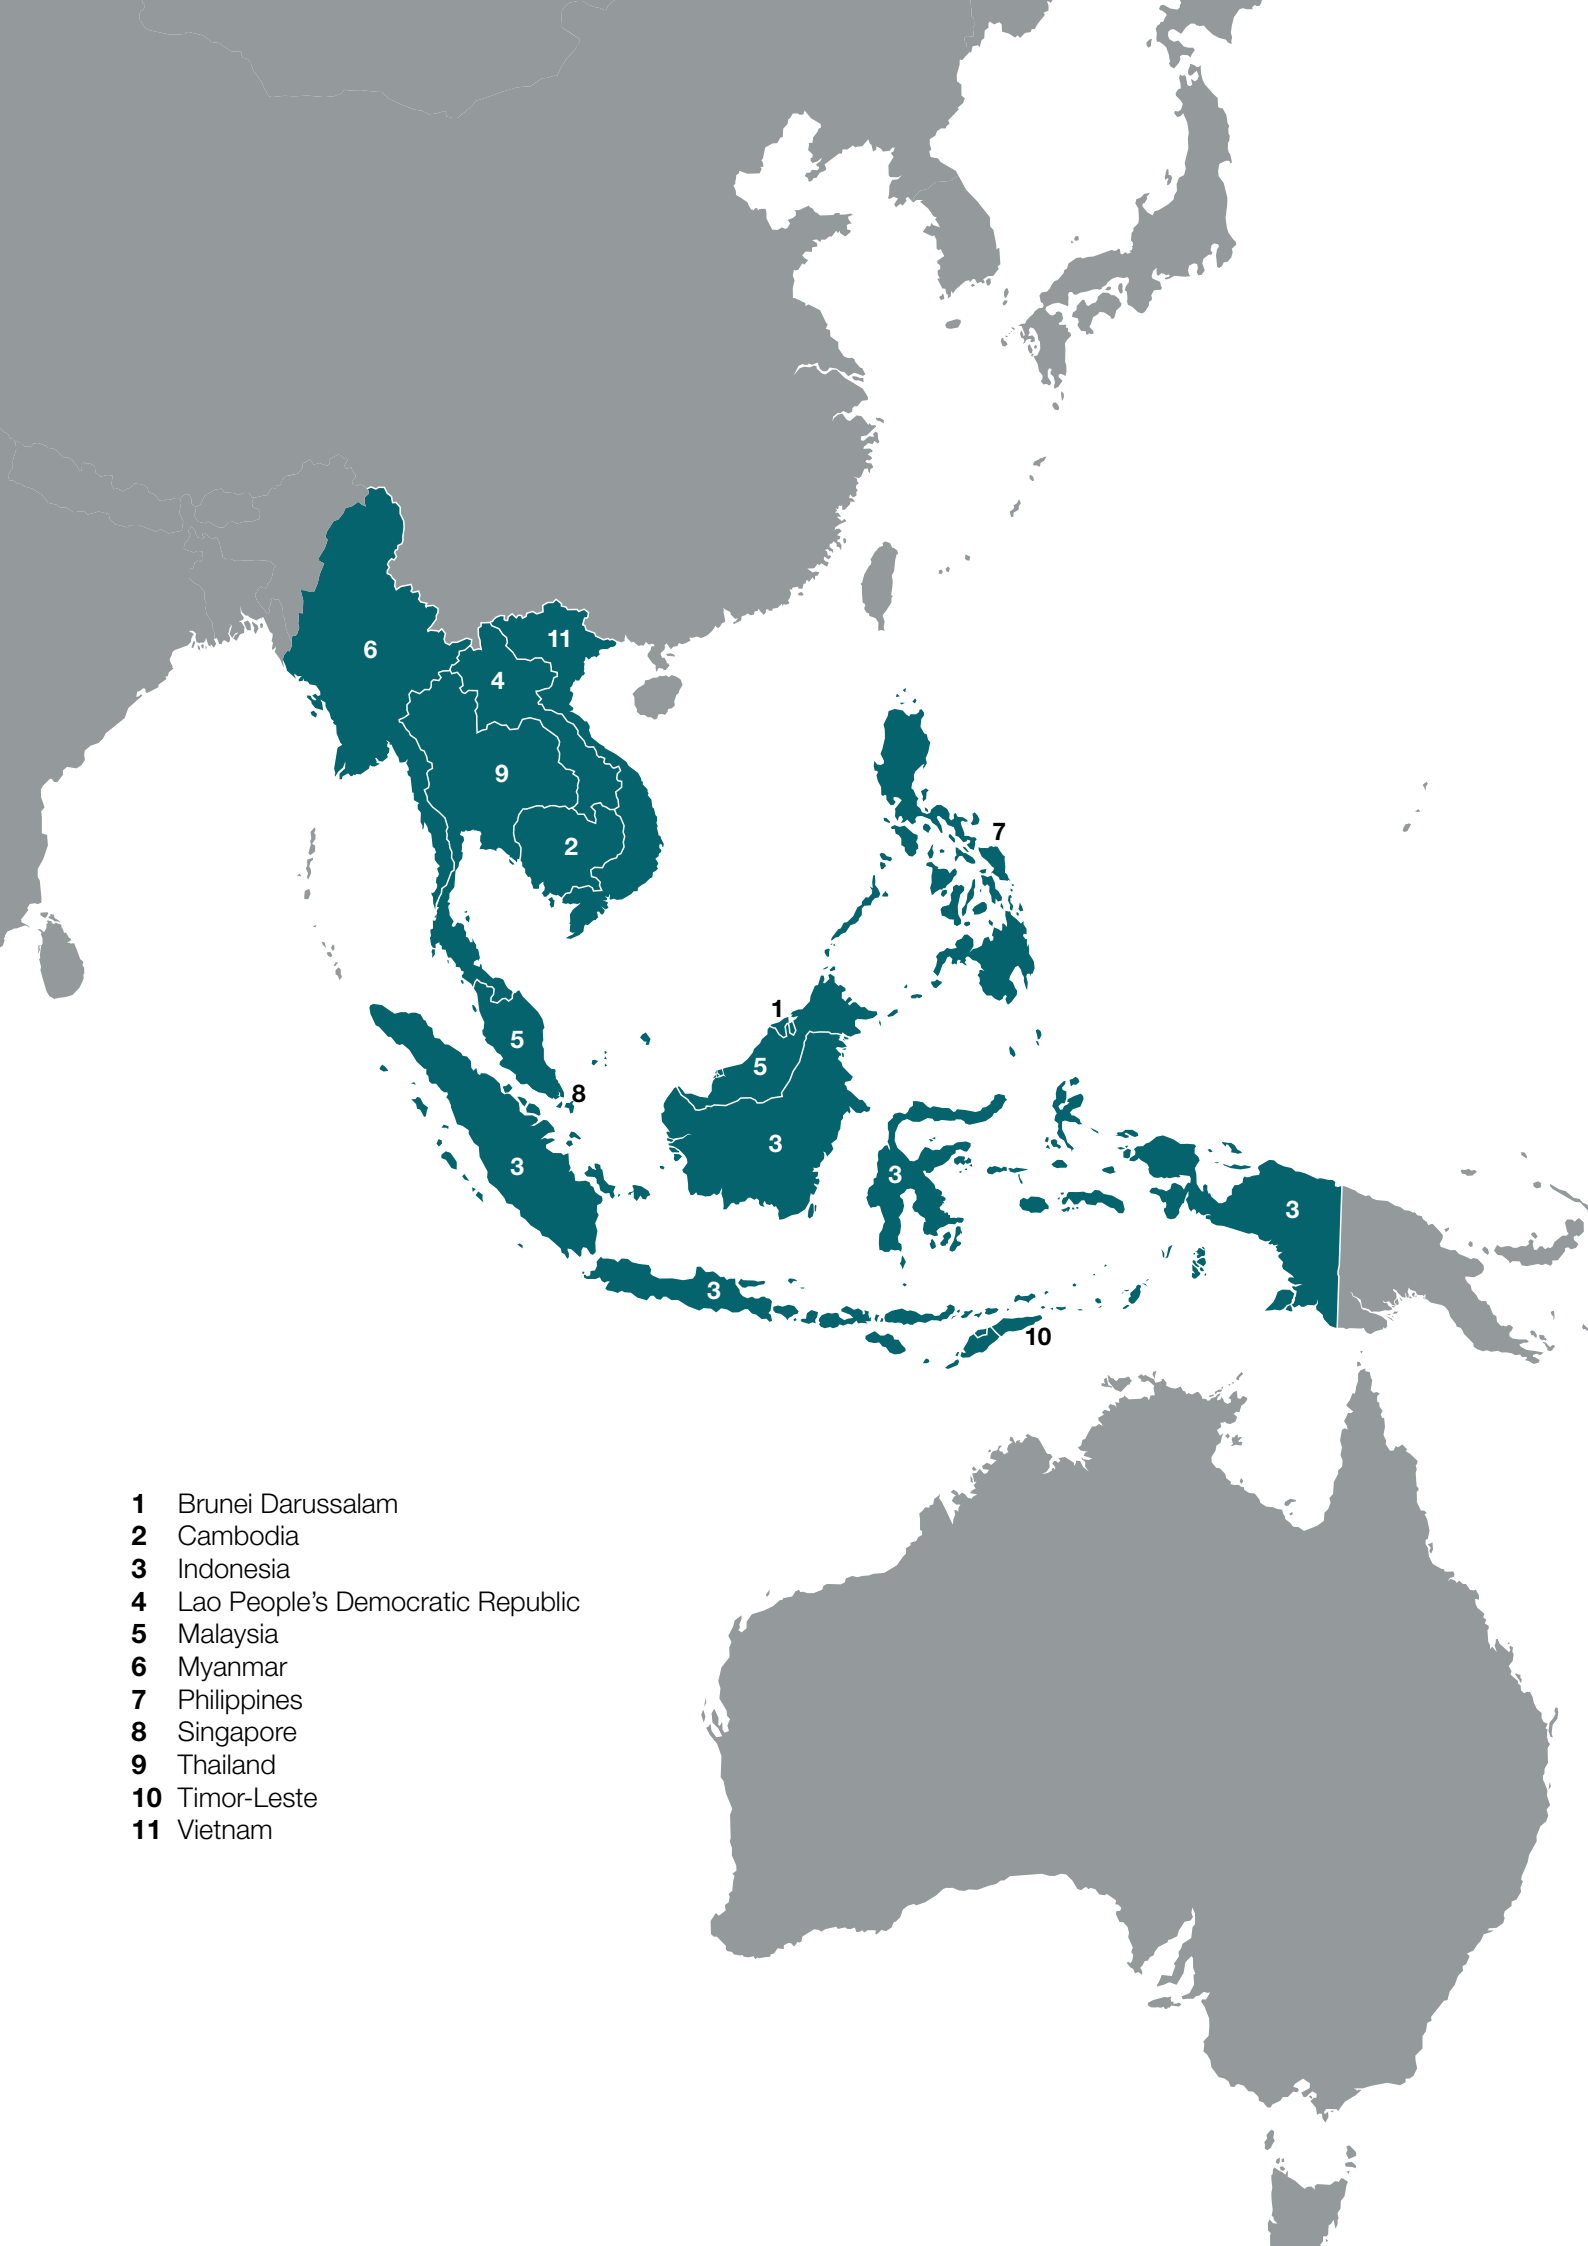 6
11
4
9
2
7
1
5
5
8
3
3
3
3
3
10
1 Brunei Darussalam
2 Cambodia
3 Indonesia
4 Lao People’s Democratic Republic
5 Malaysia
6 Myanmar
7 Philippines
8 Singapore
9 Thailand
10 Timor-Leste
11 Vietnam